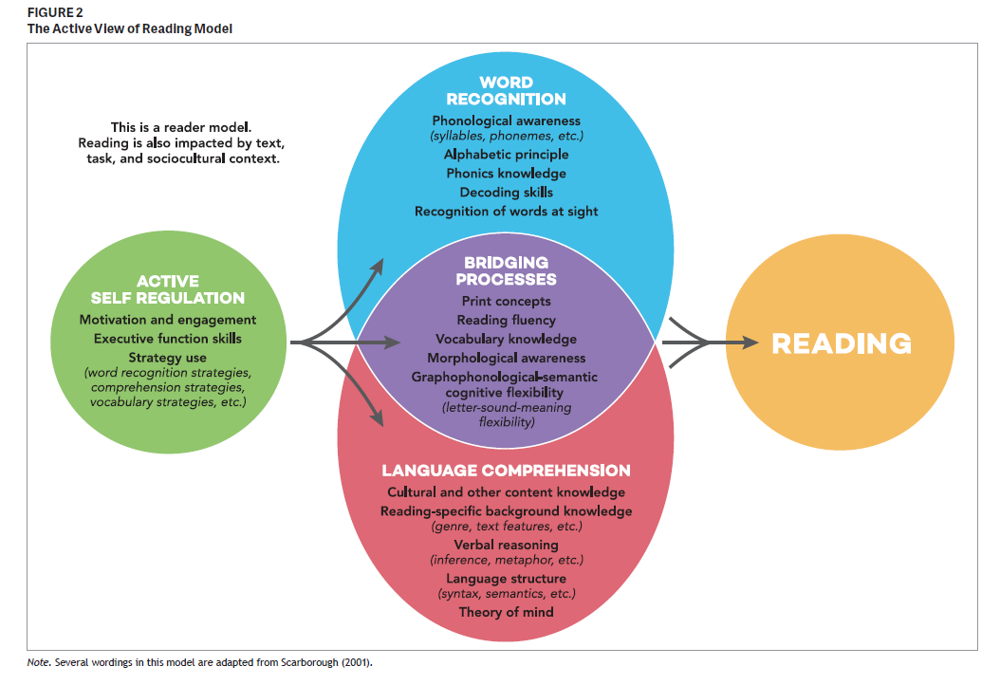 FIGURE 2
The Active View of Reading Model
This is a reader model.
Reading is also impacted by text,
task, and sociocultural context.
ACTIVE
SELF REGULATION
Motivation and engagement
Executive function skills
Strategy use
(word recognition strategies,
comprehension strategies,
vocabulary strategies, etc.)
WORD
RECOGNITION
Phonological awareness
(syllables, phonemes, etc.)
Alphabetic principle
Phonics knowledge
Decoding skills
Recognition of words at sight
BRIDGING
PROCESSES
Print concepts
Reading fluency
Vocabulary knowledge
Morphological awareness
Graphophonological-semantic
cognitive flexibility
(letter-sound-meaning
flexibility)
LANGUAGE COMPREHENSION
Cultural and other content knowledge
Reading-specific background knowledge
(genre, text features, etc.)
Verbal reasoning
(inference, metaphor, etc.)
Language structure
(syntax, semantics, etc.)
Theory of mind
READING
Note. Several wordings in this model are adapted from Scarborough (2001).